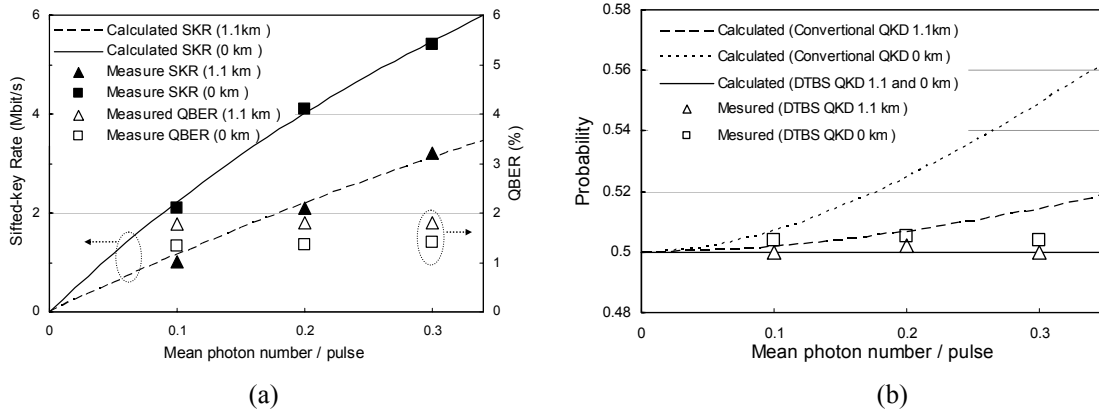 Calculated SKR (1.1km )
Calculated SKR (0 km )
Measure SKR (1.1 km )
Measure SKR (0 km )
Measured QBER (1.1 km )
Measure QBER (0 km )
Sifted-key Rate (Mbit/s)
6
4
2
0
0
0.1
0.2
0.3
Mean photon number / pulse
6
5
4
3
2
1
0
QBER (%)
(a)
Calculated (Convertional QKD 1.1km )
Calculated (Convertional QKD 0 km )
Calculated (DTBS QKD 1.1 and 0 km )
Mesured (DTBS QKD 1.1 km )
Mesured (DTBS QKD 0 km )
Probability
0.58
0.56
0.54
0.52
0.5
0.48
0
0.1
0.2
0.3
Mean photon number / pulse
(b)